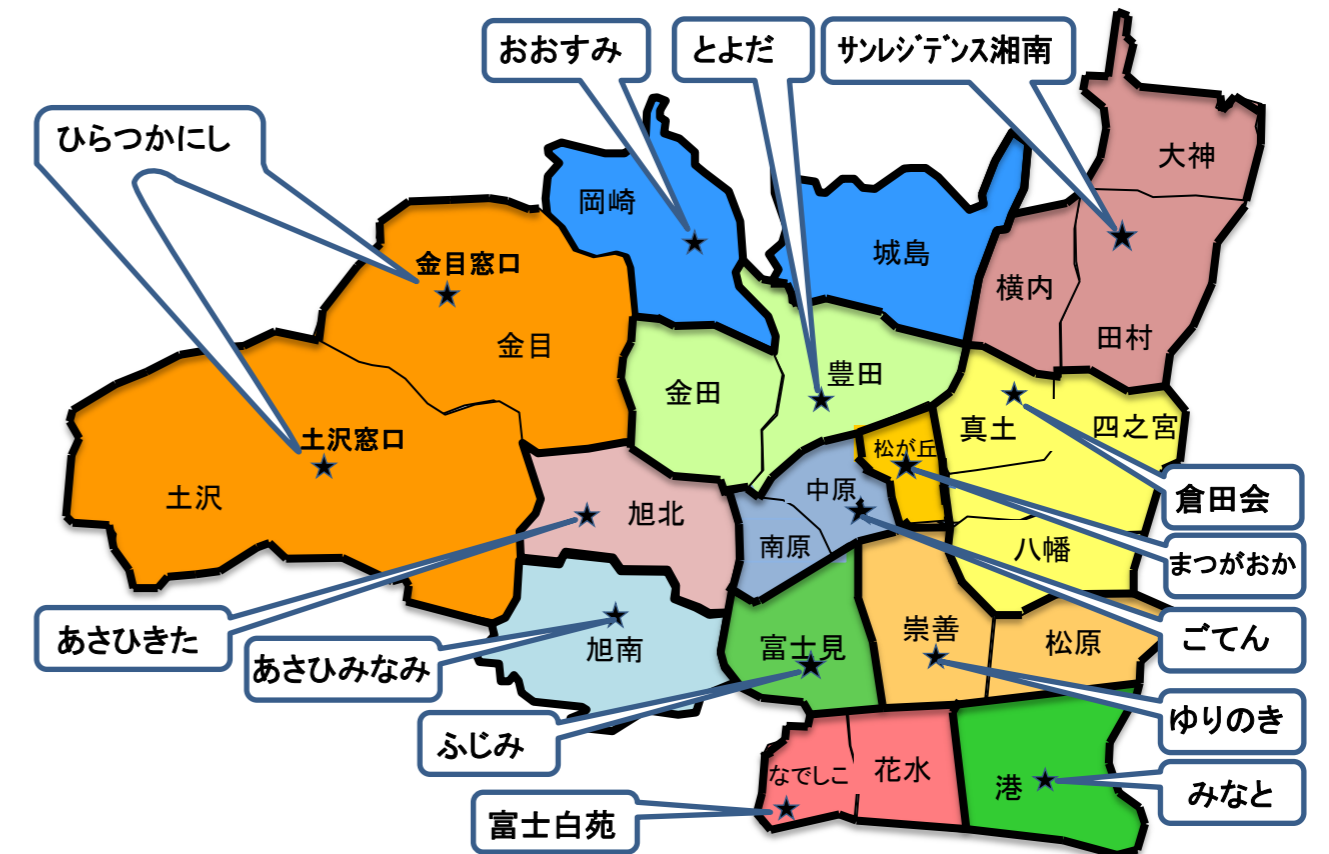 おおすみ
とよだ
サンレジデンス湘南
ひらつかにし
大神
岡崎
城島
金目窓口
横内
金目
田村
金田
豊田
真土
四之宮
土沢窓口
松が丘
土沢
中原
旭北
倉田会
南原
八幡
まつがおか
あさひきた
あさひみなみ
旭南
富士見
崇善
松原
ごてん
ふじみ
ゆりのき
なでしこ
花水
港
みなと
富士白苑